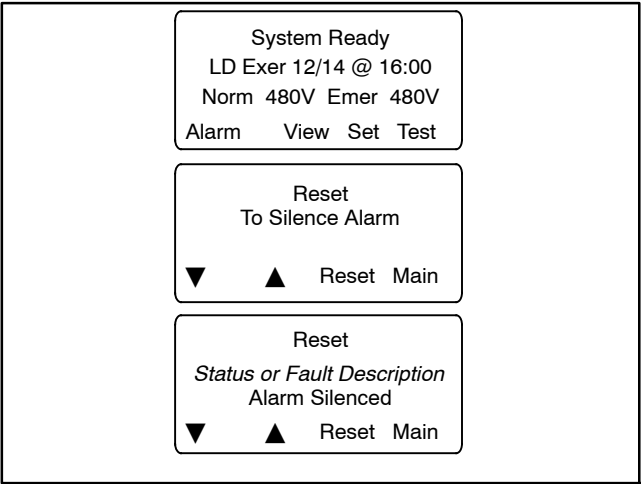 System Ready
LD Exer 12/14 @ 16:00
Norm 480V Emer 480V
Alarm View Set Test
Reset
To Silence Alarm
▼ ▲ Reset Main
Reset
Status or Fault Description
Alarm Silenced
▼ ▲ Reset Main